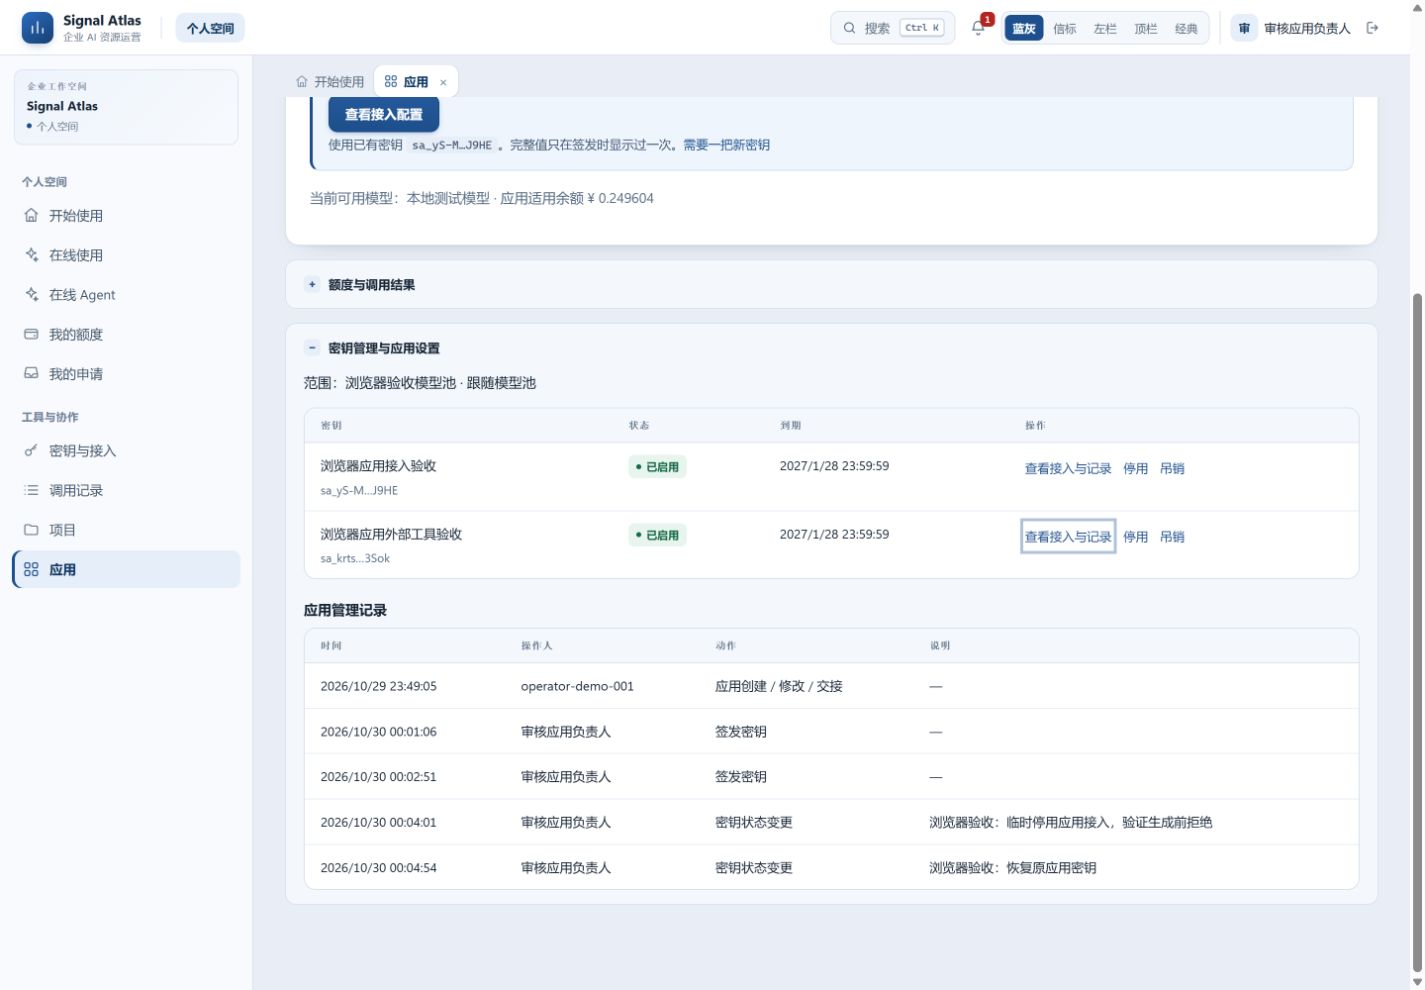 Signal Atlas
企业 AI 资源运营
个人空间
搜索 Ctrl K
1
蓝灰 信标 左栏 顶栏 经典
审 审核应用负责人
企业工作空间
Signal Atlas
个人空间
个人空间
开始使用
在线使用
在线 Agent
我的额度
我的申请
工具与协作
密钥与接入
调用记录
项目
应用
开始使用 应用 ×
查看接入配置
使用已有密钥 sa_yS-M…J9HE 。完整值只在签发时显示过一次。需要一把新密钥
当前可用模型：本地测试模型 · 应用适用余额 ¥ 0.249604
+ 额度与调用结果
− 密钥管理与应用设置
范围：浏览器验收模型池 · 跟随模型池
密钥 状态 到期 操作
浏览器应用接入验收 已启用 2027/1/28 23:59:59 查看接入与记录 停用 吊销
sa_yS-M…J9HE
浏览器应用外部工具验收 已启用 2027/1/28 23:59:59 查看接入与记录 停用 吊销
sa_krts…3Sok
应用管理记录
时间 操作人 动作 说明
2026/10/29 23:49:05 operator-demo-001 应用创建 / 修改 / 交接 —
2026/10/30 00:01:06 审核应用负责人 签发密钥 —
2026/10/30 00:02:51 审核应用负责人 签发密钥 —
2026/10/30 00:04:01 审核应用负责人 密钥状态变更 浏览器验收：临时停用应用接入，验证生成前拒绝
2026/10/30 00:04:54 审核应用负责人 密钥状态变更 浏览器验收：恢复原应用密钥